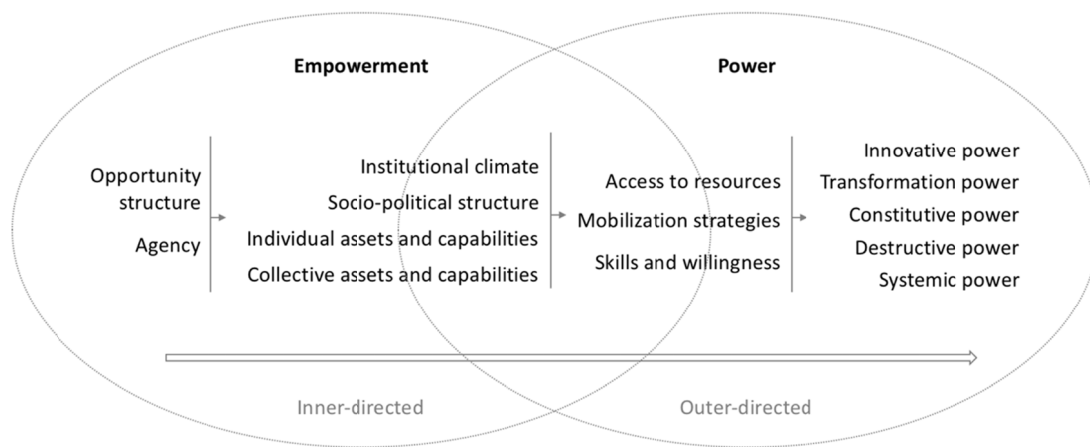 Empowerment
Power
Opportunity
structure
Agency
Institutional climate
Socio-political structure
Individual assets and capabilities
Collective assets and capabilities
Access to resources
Mobilization strategies
Skills and willingness
Innovative power
Transformation power
Constitutive power
Destructive power
Systemic power
Inner-directed
Outer-directed